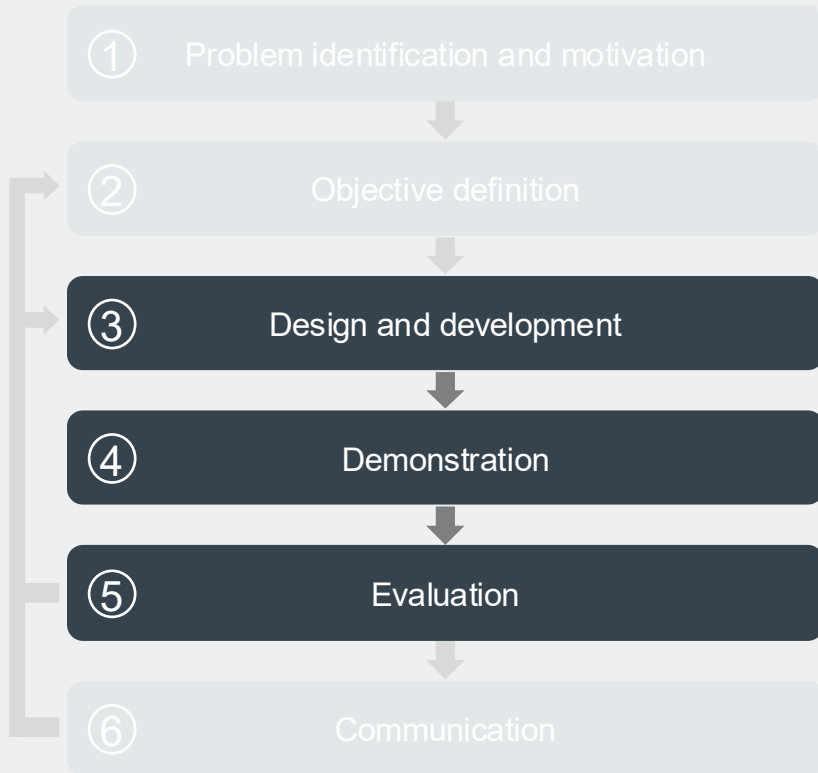 ① Problem identification and motivation
② Objective definition
③ Design and development
④ Demonstration
⑤ Evaluation
⑥ Communication